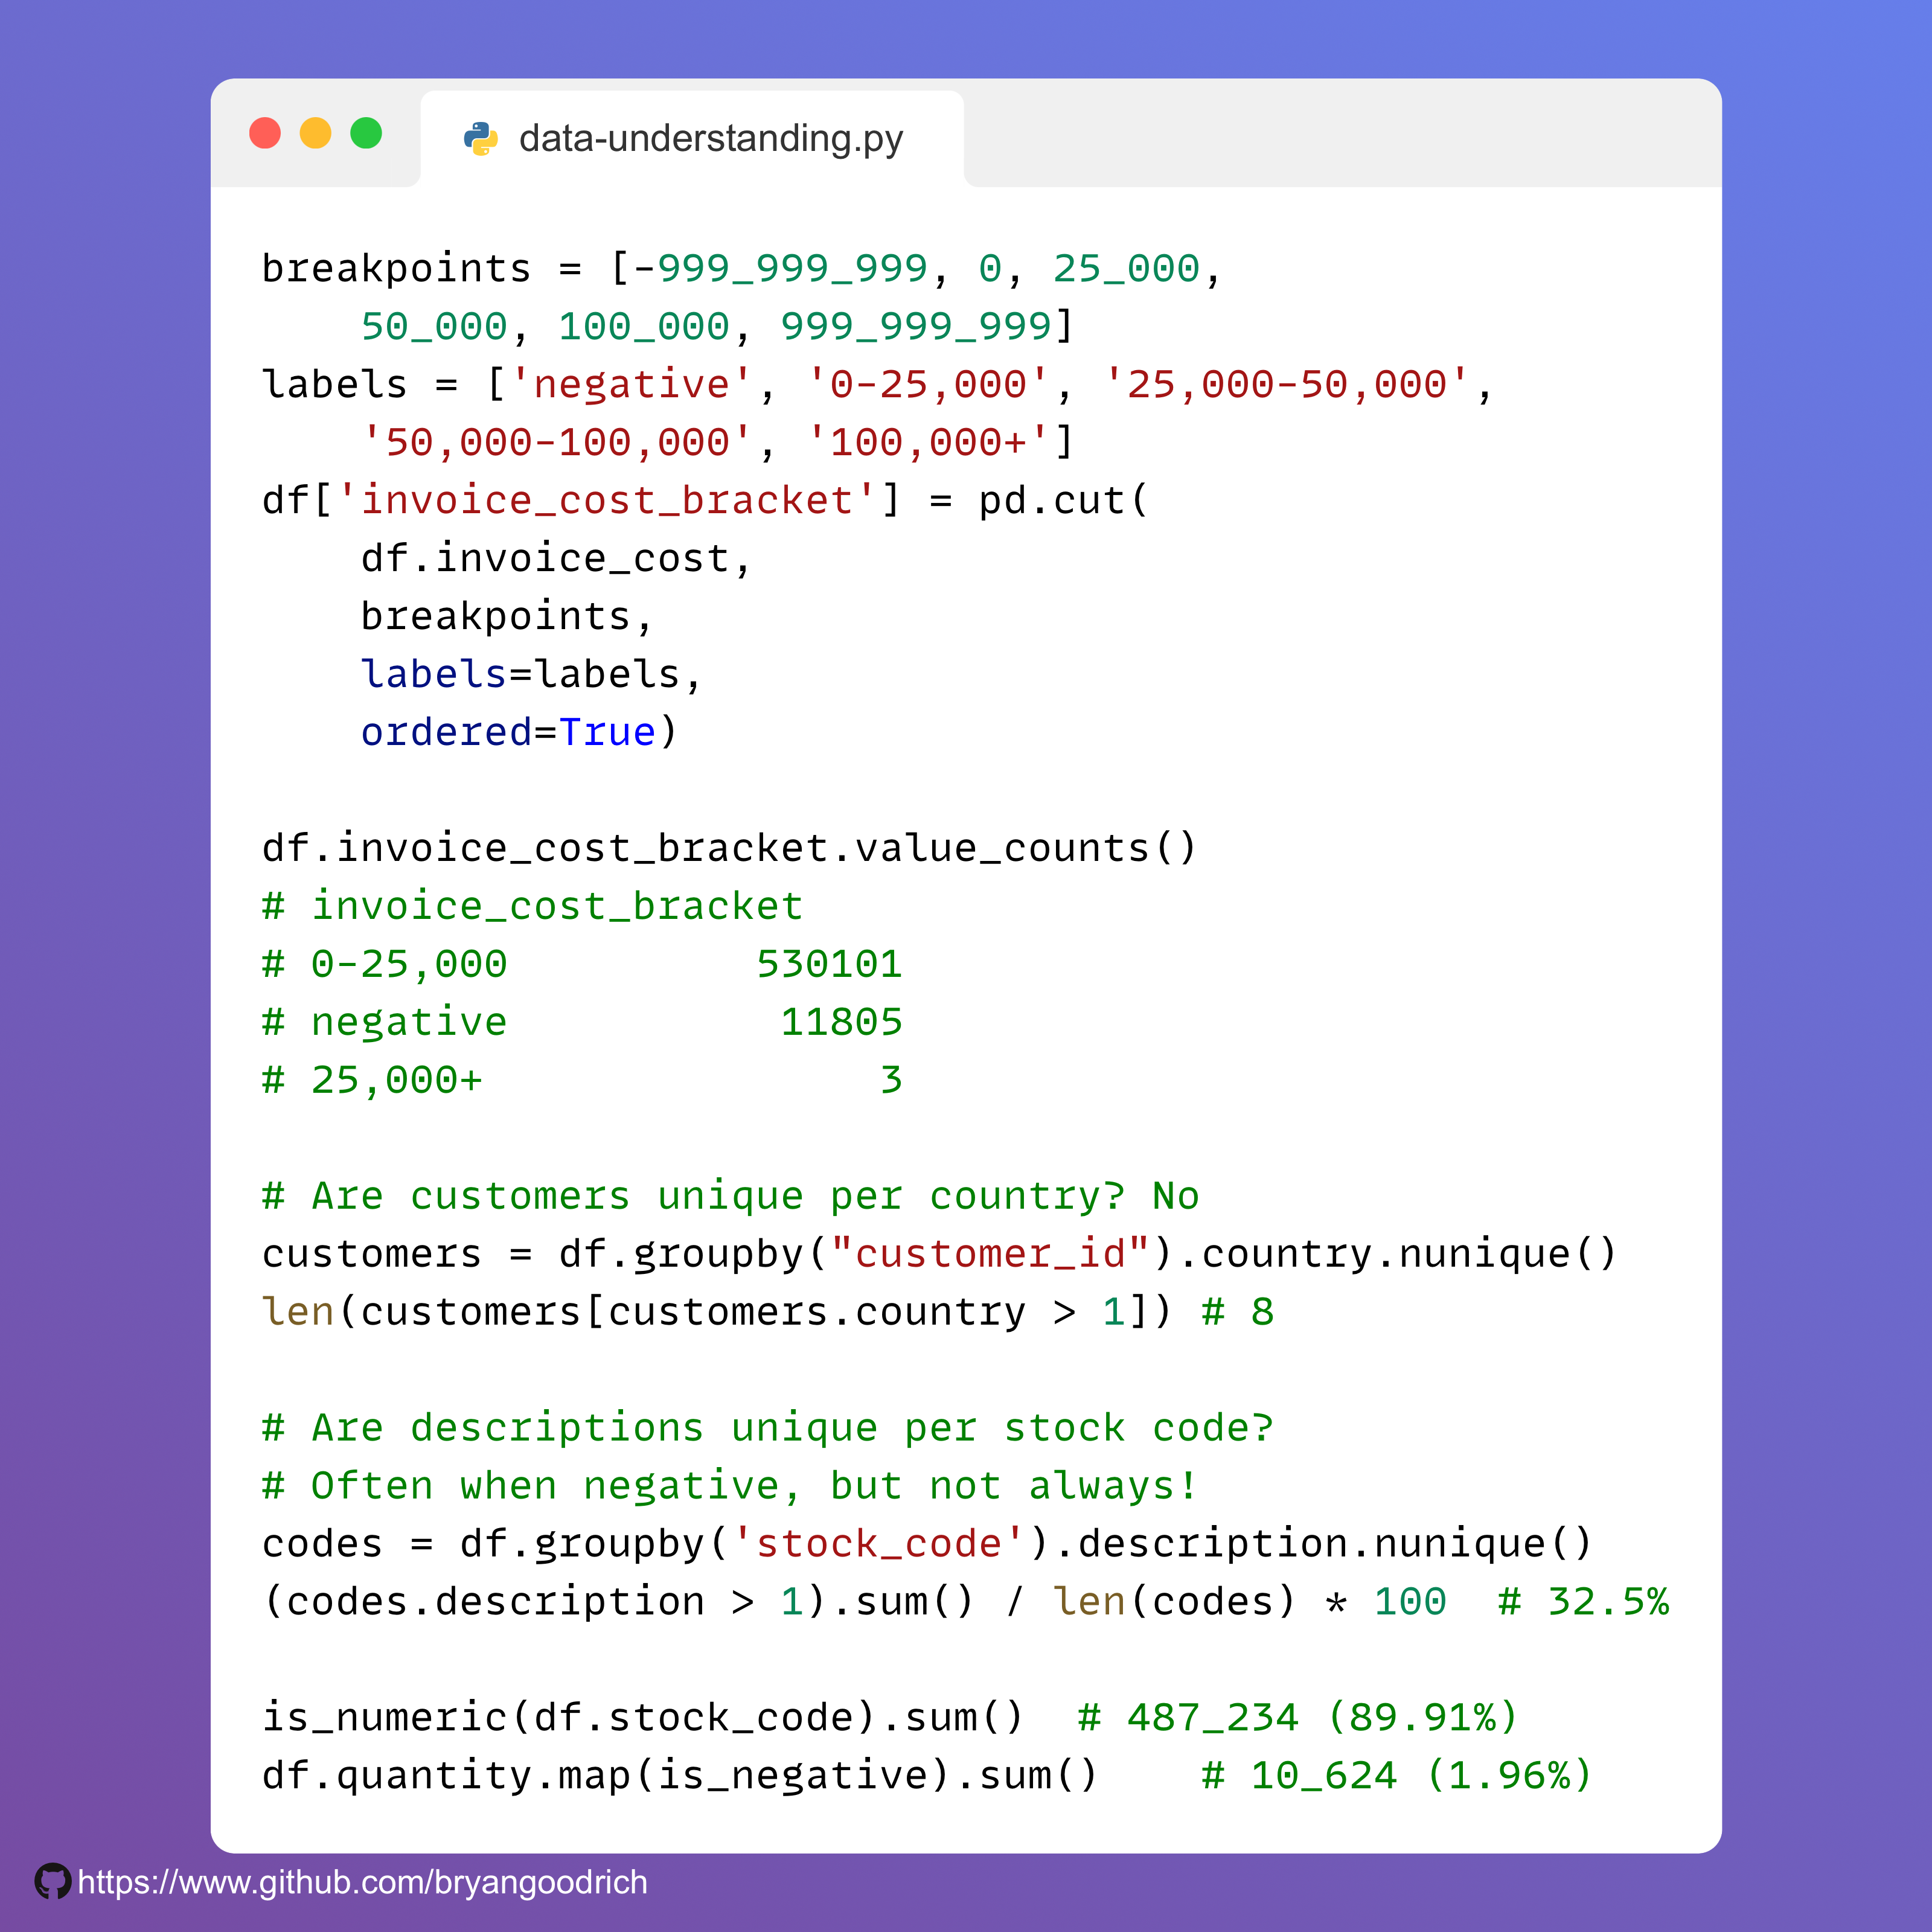 data-understanding.py
breakpoints = [-999_999_999, 0, 25_000,
    50_000, 100_000, 999_999_999]
labels = ['negative', '0-25,000', '25,000-50,000',
    '50,000-100,000', '100,000+']
df['invoice_cost_bracket'] = pd.cut(
    df.invoice_cost,
    breakpoints,
    labels=labels,
    ordered=True)
df.invoice_cost_bracket.value_counts()
# invoice_cost_bracket
# 0-25,000          530101
# negative           11805
# 25,000+                3
# Are customers unique per country? No
customers = df.groupby("customer_id").country.nunique()
len(customers[customers.country > 1]) # 8
# Are descriptions unique per stock code?
# Often when negative, but not always!
codes = df.groupby('stock_code').description.nunique()
(codes.description > 1).sum() / len(codes) * 100  # 32.5%
is_numeric(df.stock_code).sum()  # 487_234 (89.91%)
df.quantity.map(is_negative).sum()    # 10_624 (1.96%)
https://www.github.com/bryangoodrich